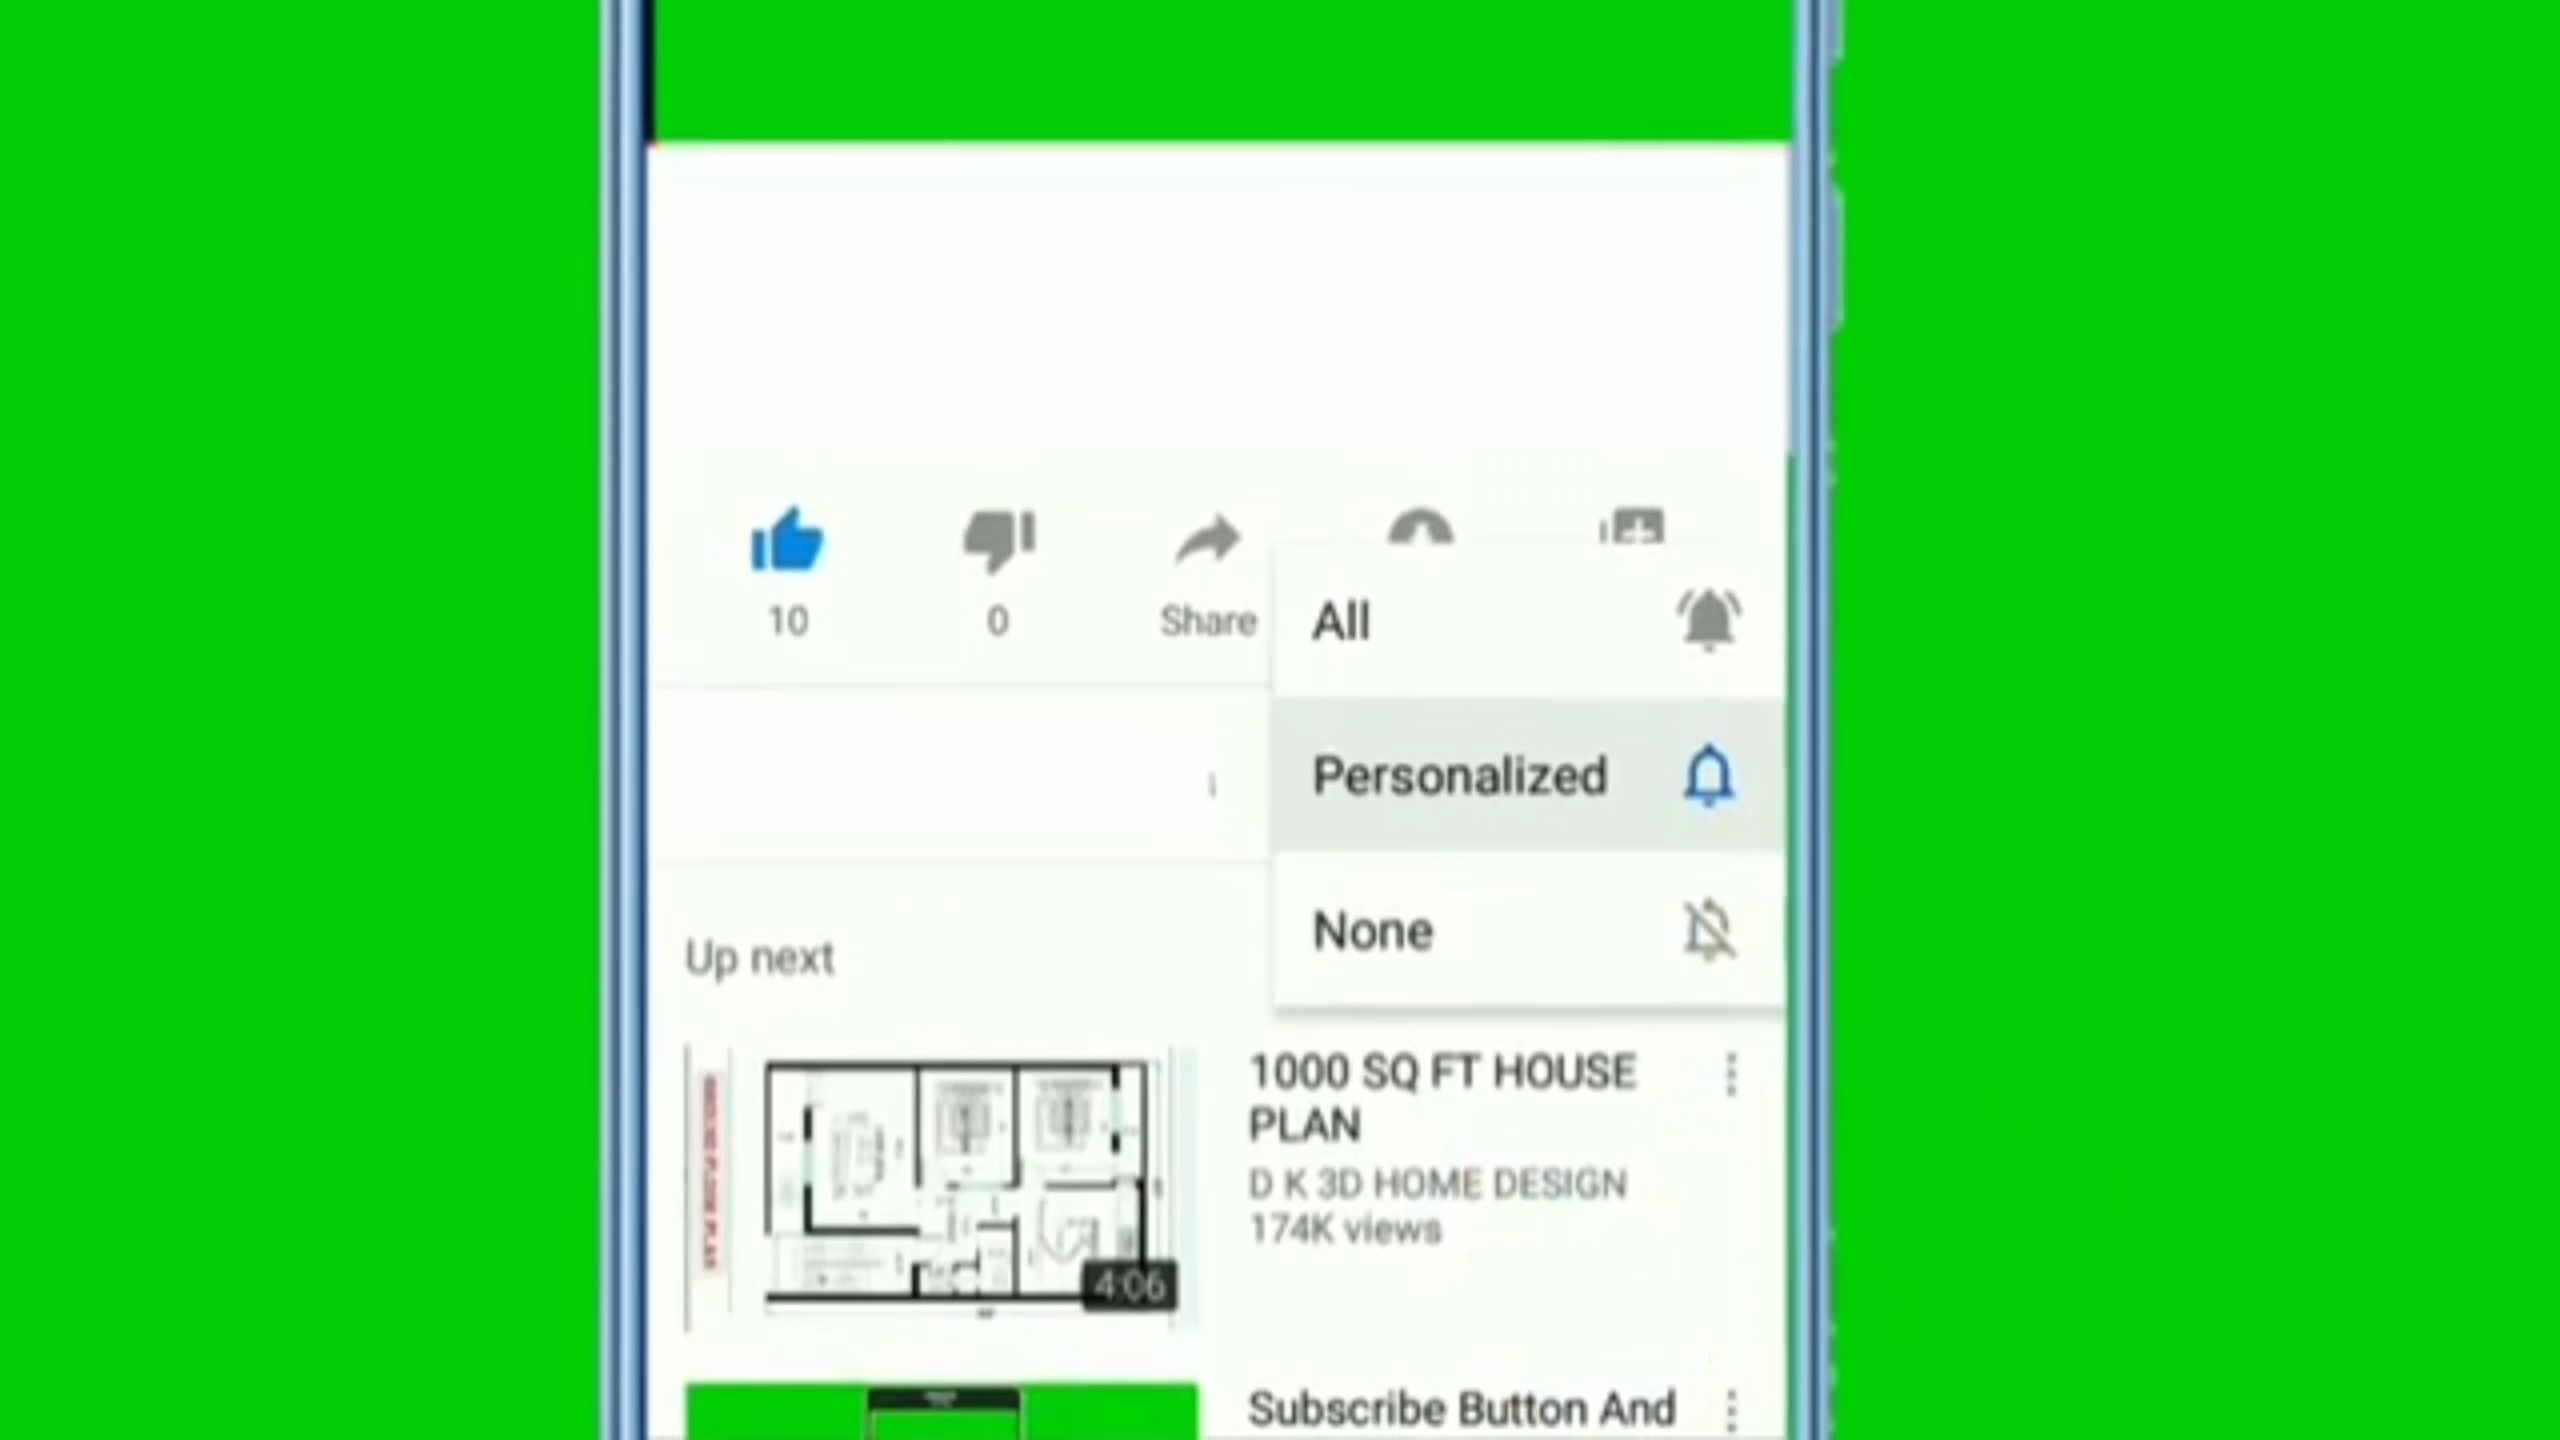 10
0
Share
All
Personalized
None
Up next
4:06
1000 SQ FT HOUSE
PLAN
D K 3D HOME DESIGN
174K views
Subscribe Button And